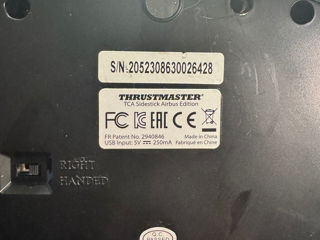 S/N.2052308630026428
THRUSTMASTER®
TCA Sidestick Airbus Edition
FC EAC CE
FR Patent No. 2940846
Made in China
USB Input: 5V ⎓ 250mA
Fabriqué en Chine
RIGHT
HANDED
Q.C.
PASSED